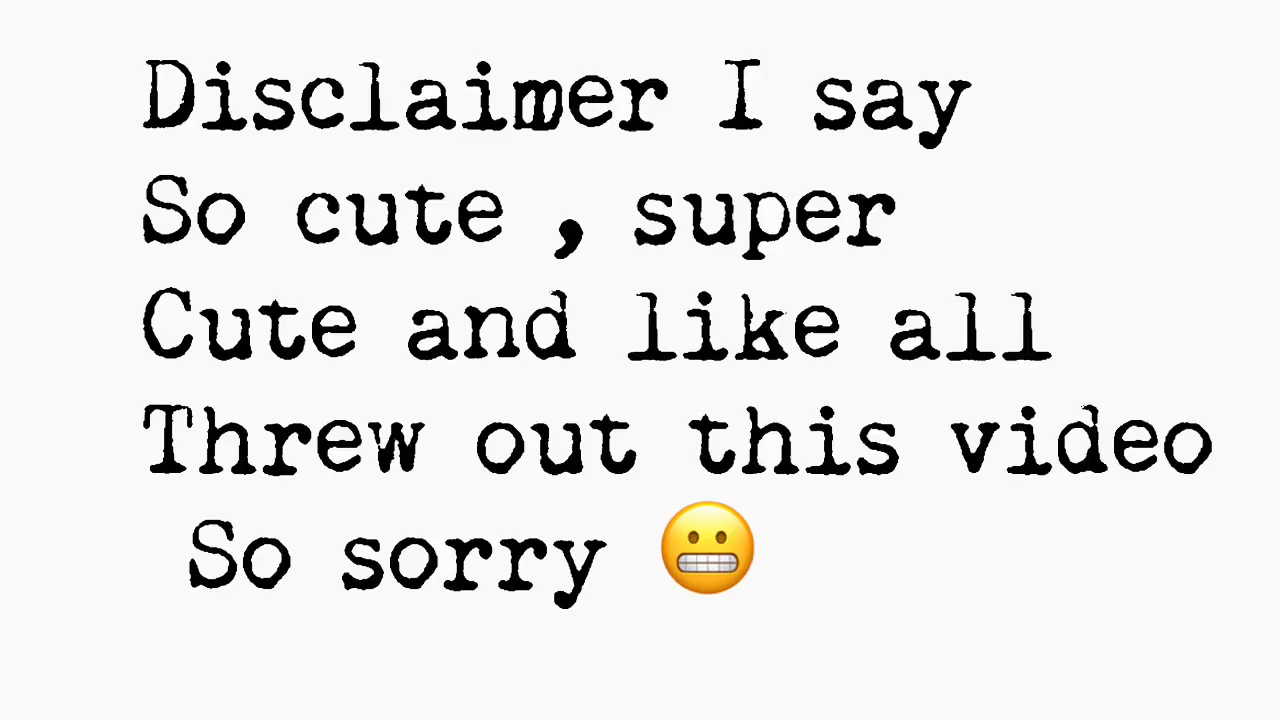 Disclaimer I say
So cute , super
Cute and like all
Threw out this video
So sorry 😬